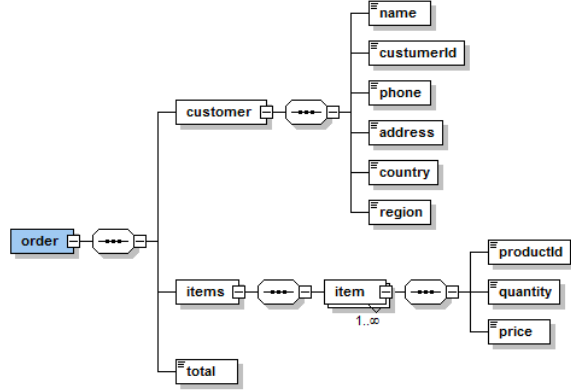 name
custumerId
phone
customer
address
country
region
order
productId
items
item
quantity
1..∞
price
total